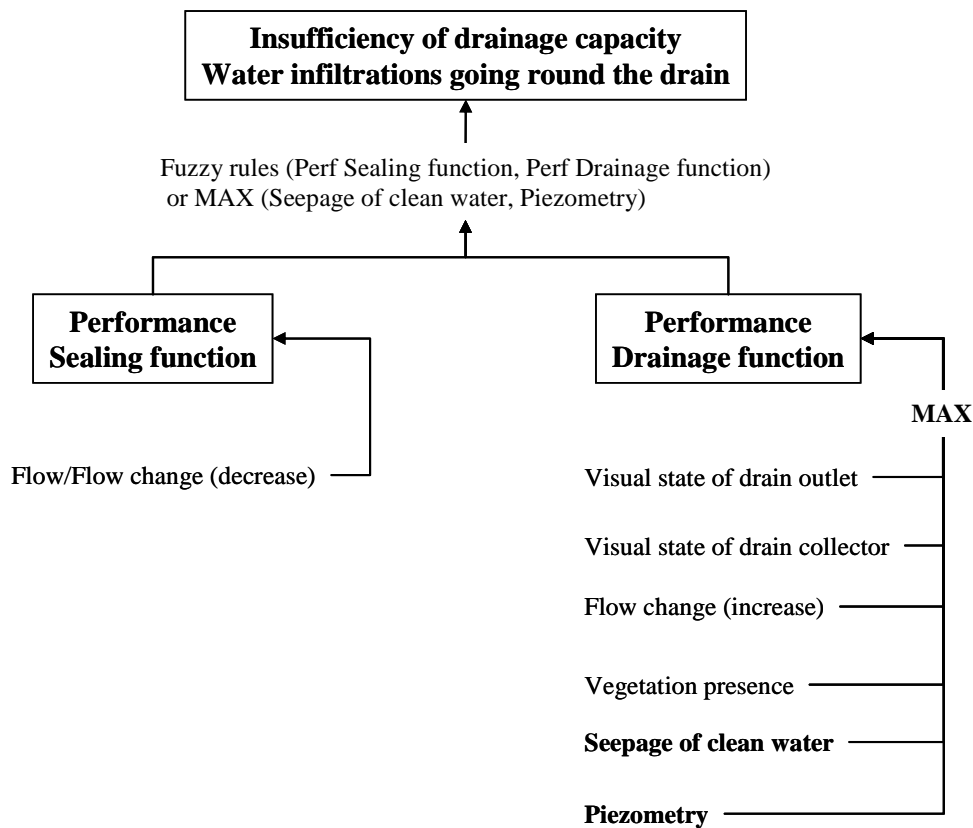 Insufficiency of drainage capacity
Water infiltrations going round the drain
Fuzzy rules (Perf Sealing function, Perf Drainage function)
or MAX (Seepage of clean water, Piezometry)
Performance
Sealing function
Performance
Drainage function
MAX
Flow/Flow change (decrease)
Visual state of drain outlet
Visual state of drain collector
Flow change (increase)
Vegetation presence
Seepage of clean water
Piezometry